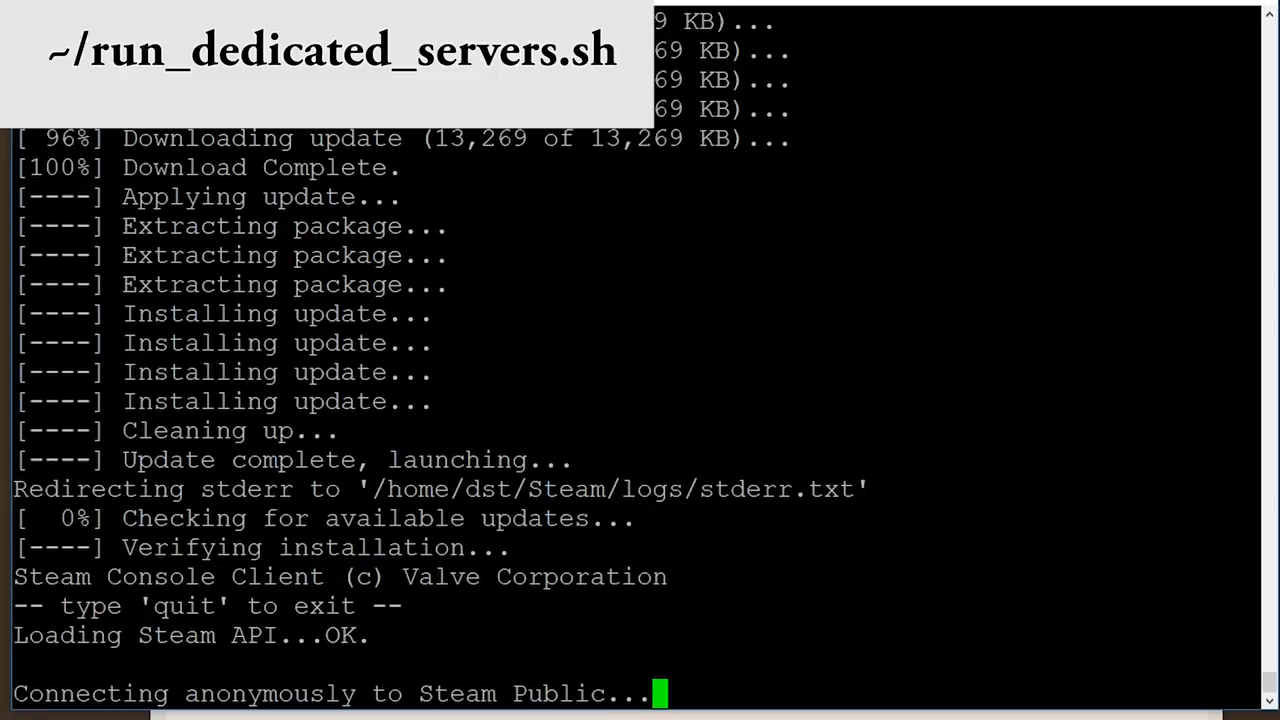 ~/run_dedicated_servers.sh
9 KB)...
69 KB)...
69 KB)...
69 KB)...
[ 96%] Downloading update (13,269 of 13,269 KB)...
[100%] Download Complete.
[----] Applying update...
[----] Extracting package...
[----] Extracting package...
[----] Extracting package...
[----] Installing update...
[----] Installing update...
[----] Installing update...
[----] Installing update...
[----] Cleaning up...
[----] Update complete, launching...
Redirecting stderr to '/home/dst/Steam/logs/stderr.txt'
[  0%] Checking for available updates...
[----] Verifying installation...
Steam Console Client (c) Valve Corporation
-- type 'quit' to exit --
Loading Steam API...OK.
Connecting anonymously to Steam Public...